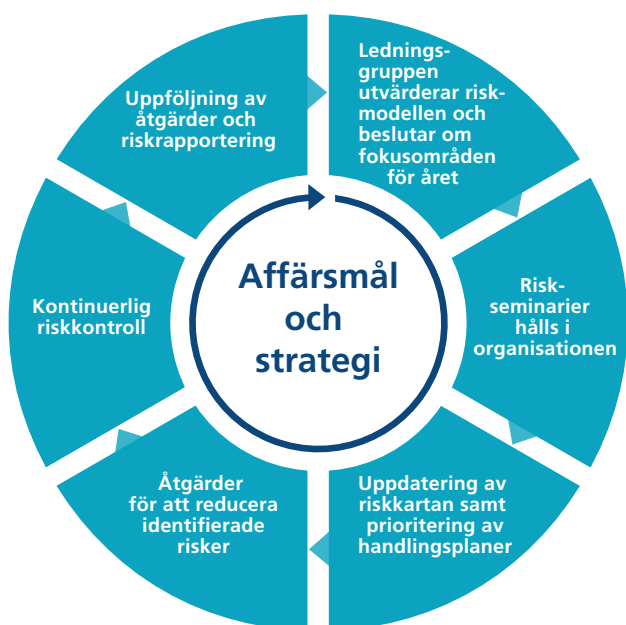 Lednings-
gruppen
utvärderar risk-
modellen och
beslutar om
fokusområden
för året
Risk-
seminarier
hålls i
organisationen
Uppdatering av
riskkartan samt
prioritering av
handlingsplaner
Åtgärder
för att reducera
identifierade
risker
Kontinuerlig
riskkontroll
Uppföljning av
åtgärder och
riskrapportering
Affärsmål
och
strategi